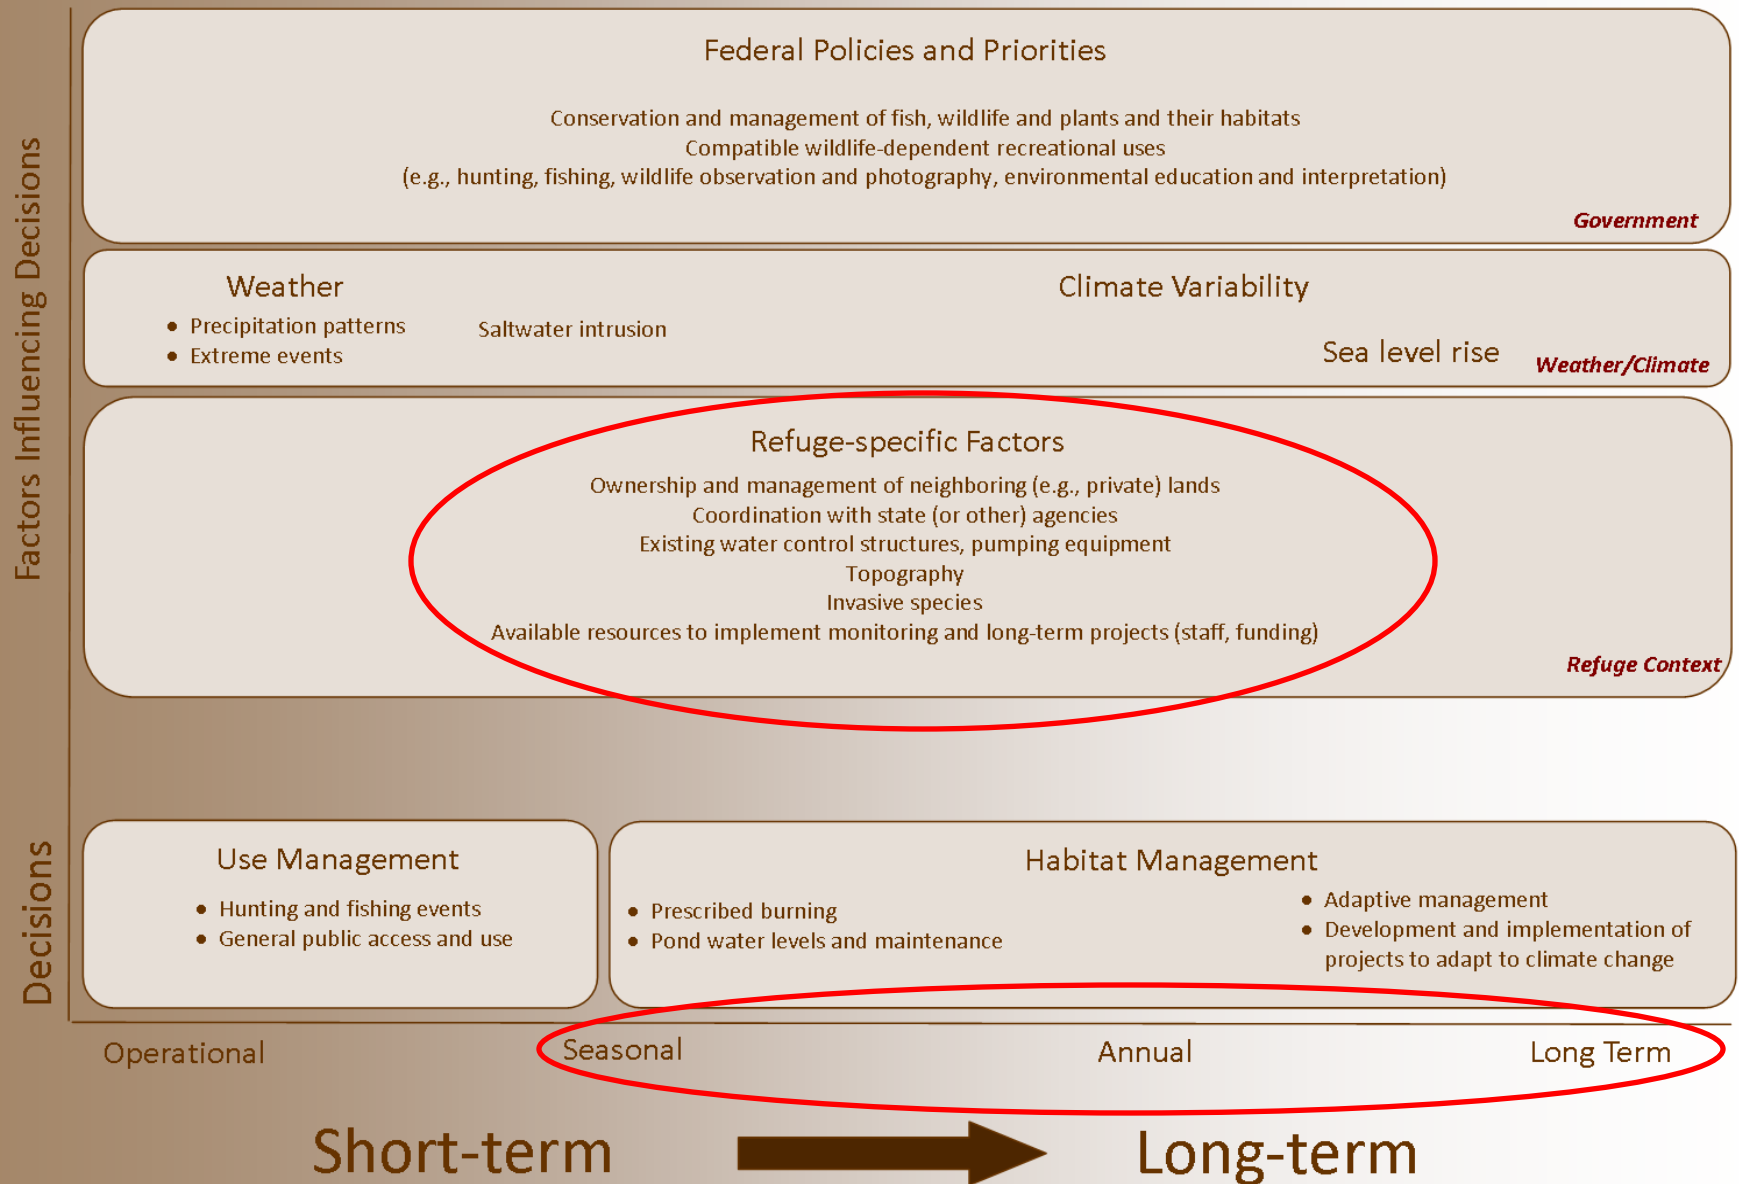 Factors Influencing Decisions
Federal Policies and Priorities
Conservation and management of fish, wildlife and plants and their habitats
Compatible wildlife-dependent recreational uses
(e.g., hunting, fishing, wildlife observation and photography, environmental education and interpretation)
Government
Weather
• Precipitation patterns
• Extreme events
Saltwater intrusion
Climate Variability
Sea level rise
Weather/Climate
Refuge-specific Factors
Ownership and management of neighboring (e.g., private) lands
Coordination with state (or other) agencies
Existing water control structures, pumping equipment
Topography
Invasive species
Available resources to implement monitoring and long-term projects (staff, funding)
Refuge Context
Decisions
Use Management
• Hunting and fishing events
• General public access and use
Habitat Management
• Prescribed burning
• Pond water levels and maintenance
• Adaptive management
• Development and implementation of
projects to adapt to climate change
Operational
Seasonal
Annual
Long Term
Short-term
Long-term